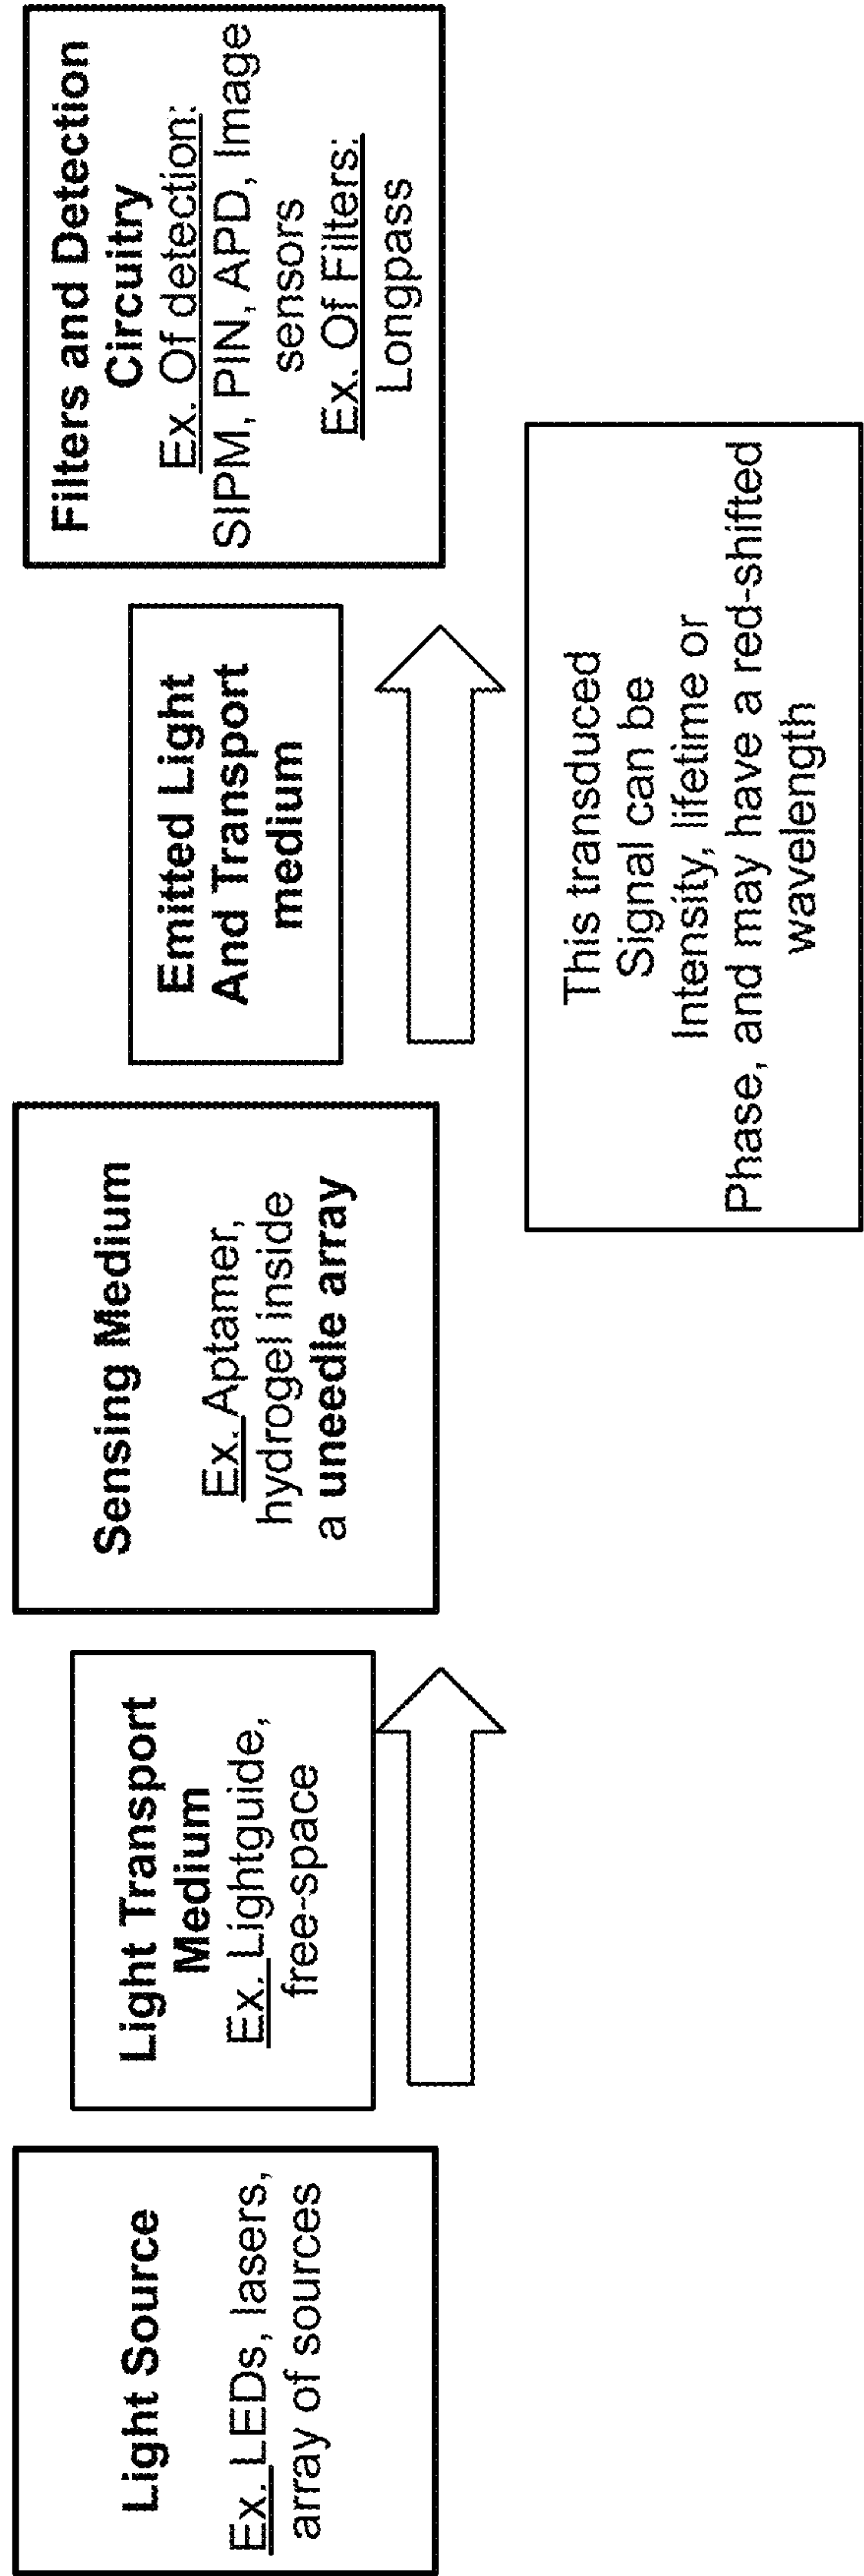 Light Source
Ex. LEDs, lasers,
array of sources
Light Transport
Medium
Ex. Lightguide,
free-space
Sensing Medium
Ex. Aptamer,
hydrogel inside
a uneedle array
Emitted Light
And Transport
medium
This transduced
Signal can be
Intensity, lifetime or
Phase, and may have a red-shifted
wavelength
Filters and Detection
Circuitry
Ex. Of detection:
SIPM, PIN, APD, Image
sensors
Ex. Of Filters:
Longpass